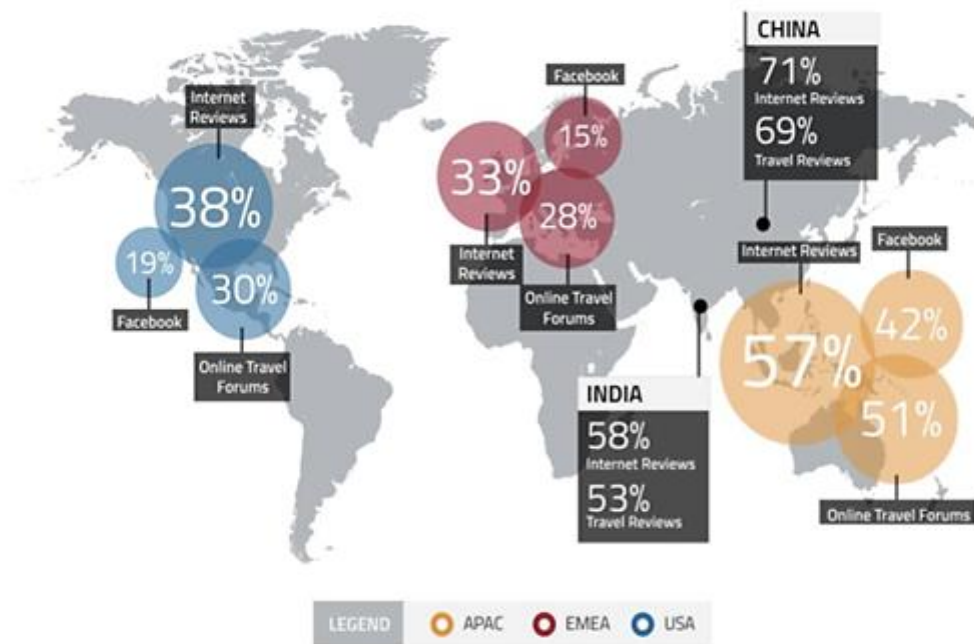 Internet
Reviews
38%
19%
Facebook
30%
Online Travel
Forums
Facebook
15%
33%
28%
Internet
Reviews
Online Travel
Forums
CHINA
71%
Internet Reviews
69%
Travel Reviews
INDIA
58%
Internet Reviews
53%
Travel Reviews
Internet Reviews
Facebook
57%
42%
51%
Online Travel Forums
LEGEND
APAC
EMEA
USA